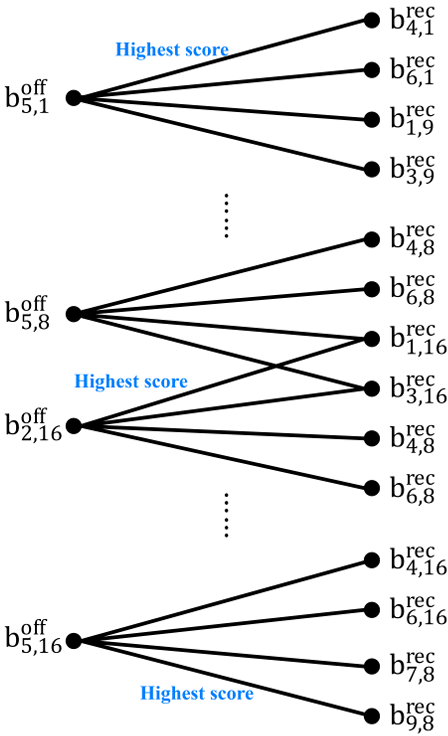 b^{rec}_{4,1}
Highest score
b^{rec}_{6,1}
b^{off}_{5,1}
b^{rec}_{1,9}
b^{rec}_{3,9}
b^{rec}_{4,8}
b^{rec}_{6,8}
b^{off}_{5,8}
b^{rec}_{1,16}
Highest score
b^{rec}_{3,16}
b^{off}_{2,16}
b^{rec}_{4,8}
b^{rec}_{6,8}
b^{rec}_{4,16}
b^{rec}_{6,16}
b^{off}_{5,16}
b^{rec}_{7,8}
Highest score
b^{rec}_{9,8}